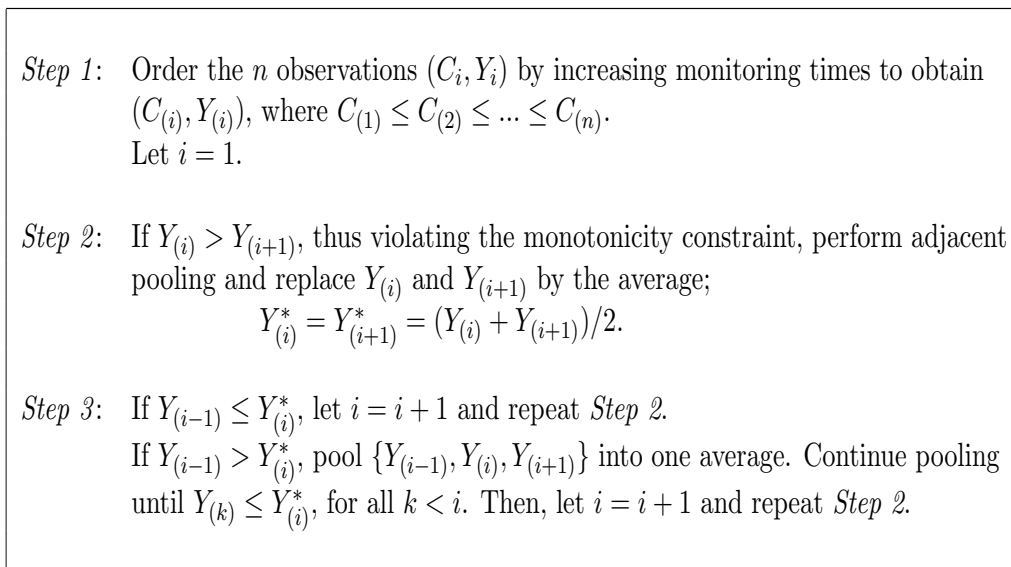 Step 1: Order the n observations (C_i, Y_i) by increasing monitoring times to obtain
(C_(i), Y_(i)), where C_(1) ≤ C_(2) ≤ ... ≤ C_(n).
Let i = 1.
Step 2: If Y_(i) > Y_(i+1), thus violating the monotonicity constraint, perform adjacent
pooling and replace Y_(i) and Y_(i+1) by the average;
Y*_(i) = Y*_(i+1) = (Y_(i) + Y_(i+1))/2.
Step 3: If Y_(i−1) ≤ Y*_(i), let i = i + 1 and repeat Step 2.
If Y_(i−1) > Y*_(i), pool {Y_(i−1), Y_(i), Y_(i+1)} into one average. Continue pooling
until Y_(k) ≤ Y*_(i), for all k < i. Then, let i = i + 1 and repeat Step 2.